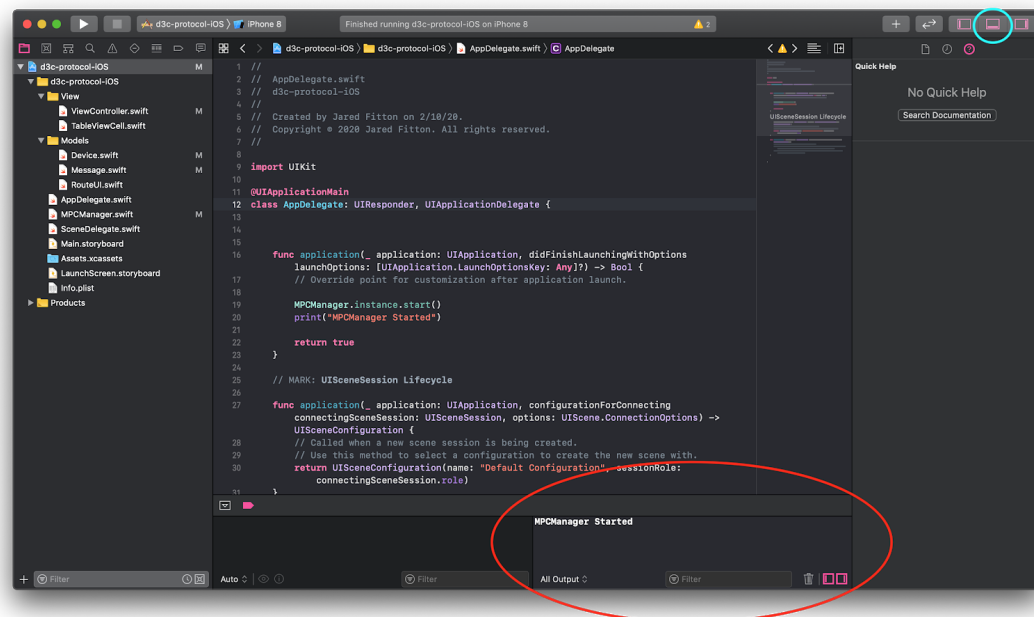 d3c-protocol-iOS
iPhone 8
Finished running d3c-protocol-iOS on iPhone 8
2
d3c-protocol-iOS
d3c-protocol-iOS
AppDelegate.swift
C AppDelegate
d3c-protocol-iOS M
d3c-protocol-iOS
View
ViewController.swift M
TableViewCell.swift
Models
Device.swift M
Message.swift M
RouteUI.swift
AppDelegate.swift
MPCManager.swift M
SceneDelegate.swift
Main.storyboard
Assets.xcassets
LaunchScreen.storyboard
Info.plist
Products
Filter
1 //
2 // AppDelegate.swift
3 // d3c-protocol-iOS
4 //
5 // Created by Jared Fitton on 2/10/20.
6 // Copyright © 2020 Jared Fitton. All rights reserved.
7 //
8
9 import UIKit
10
11 @UIApplicationMain
12 class AppDelegate: UIResponder, UIApplicationDelegate {
13
14
15
16 func application(_ application: UIApplication, didFinishLaunchingWithOptions
launchOptions: [UIApplication.LaunchOptionsKey: Any]?) -> Bool {
17 // Override point for customization after application launch.
18
19 MPCManager.instance.start()
20 print("MPCManager Started")
21
22 return true
23 }
24
25 // MARK: UISceneSession Lifecycle
26
27 func application(_ application: UIApplication, configurationForConnecting
connectingSceneSession: UISceneSession, options: UIScene.ConnectionOptions) ->
UISceneConfiguration {
28 // Called when a new scene session is being created.
29 // Use this method to select a configuration to create the new scene with.
30 return UISceneConfiguration(name: "Default Configuration", sessionRole:
connectingSceneSession.role)
31 }
UISceneSession Lifecycle
Quick Help
No Quick Help
Search Documentation
MPCManager Started
Auto
Filter
All Output
Filter